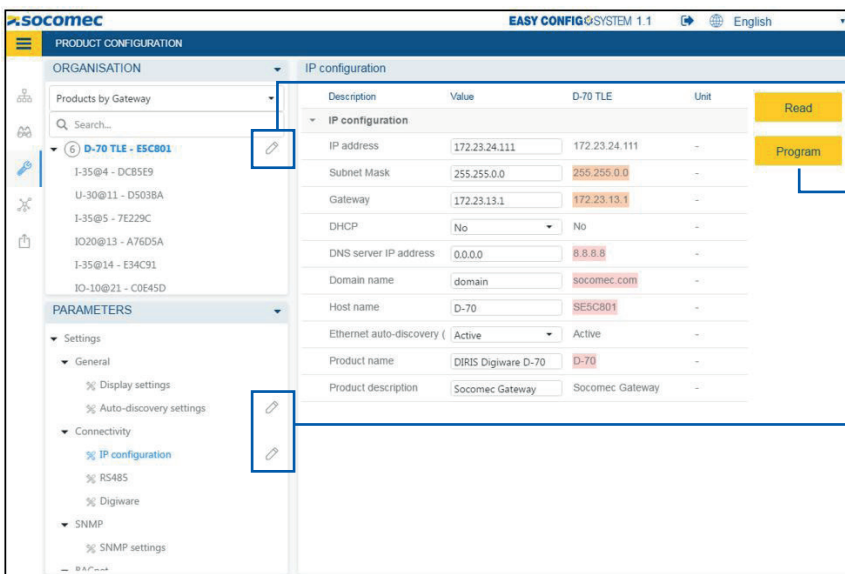 socomec
EASY CONFIG SYSTEM 1.1
English
PRODUCT CONFIGURATION
ORGANISATION
Products by Gateway
Search...
6 D-70 TLE - E5C801
I-35@4 - DCB5E9
U-30@11 - D503BA
I-35@5 - 7E229C
IO20@13 - A76D5A
I-35@14 - E34C91
IO-10@21 - C0E45D
PARAMETERS
Settings
General
Display settings
Auto-discovery settings
Connectivity
IP configuration
RS485
Digiware
SNMP
SNMP settings
BACnet
IP configuration
Description Value D-70 TLE Unit
IP configuration
IP address 172.23.24.111 172.23.24.111 -
Subnet Mask 255.255.0.0 255.255.0.0 -
Gateway 172.23.13.1 172.23.13.1 -
DHCP No No -
DNS server IP address 0.0.0.0 8.8.8.8 -
Domain name domain socomec.com -
Host name D-70 SE5C801 -
Ethernet auto-discovery ( Active Active -
Product name DIRIS Digiware D-70 D-70 -
Product description Socomec Gateway Socomec Gateway -
Read
Program